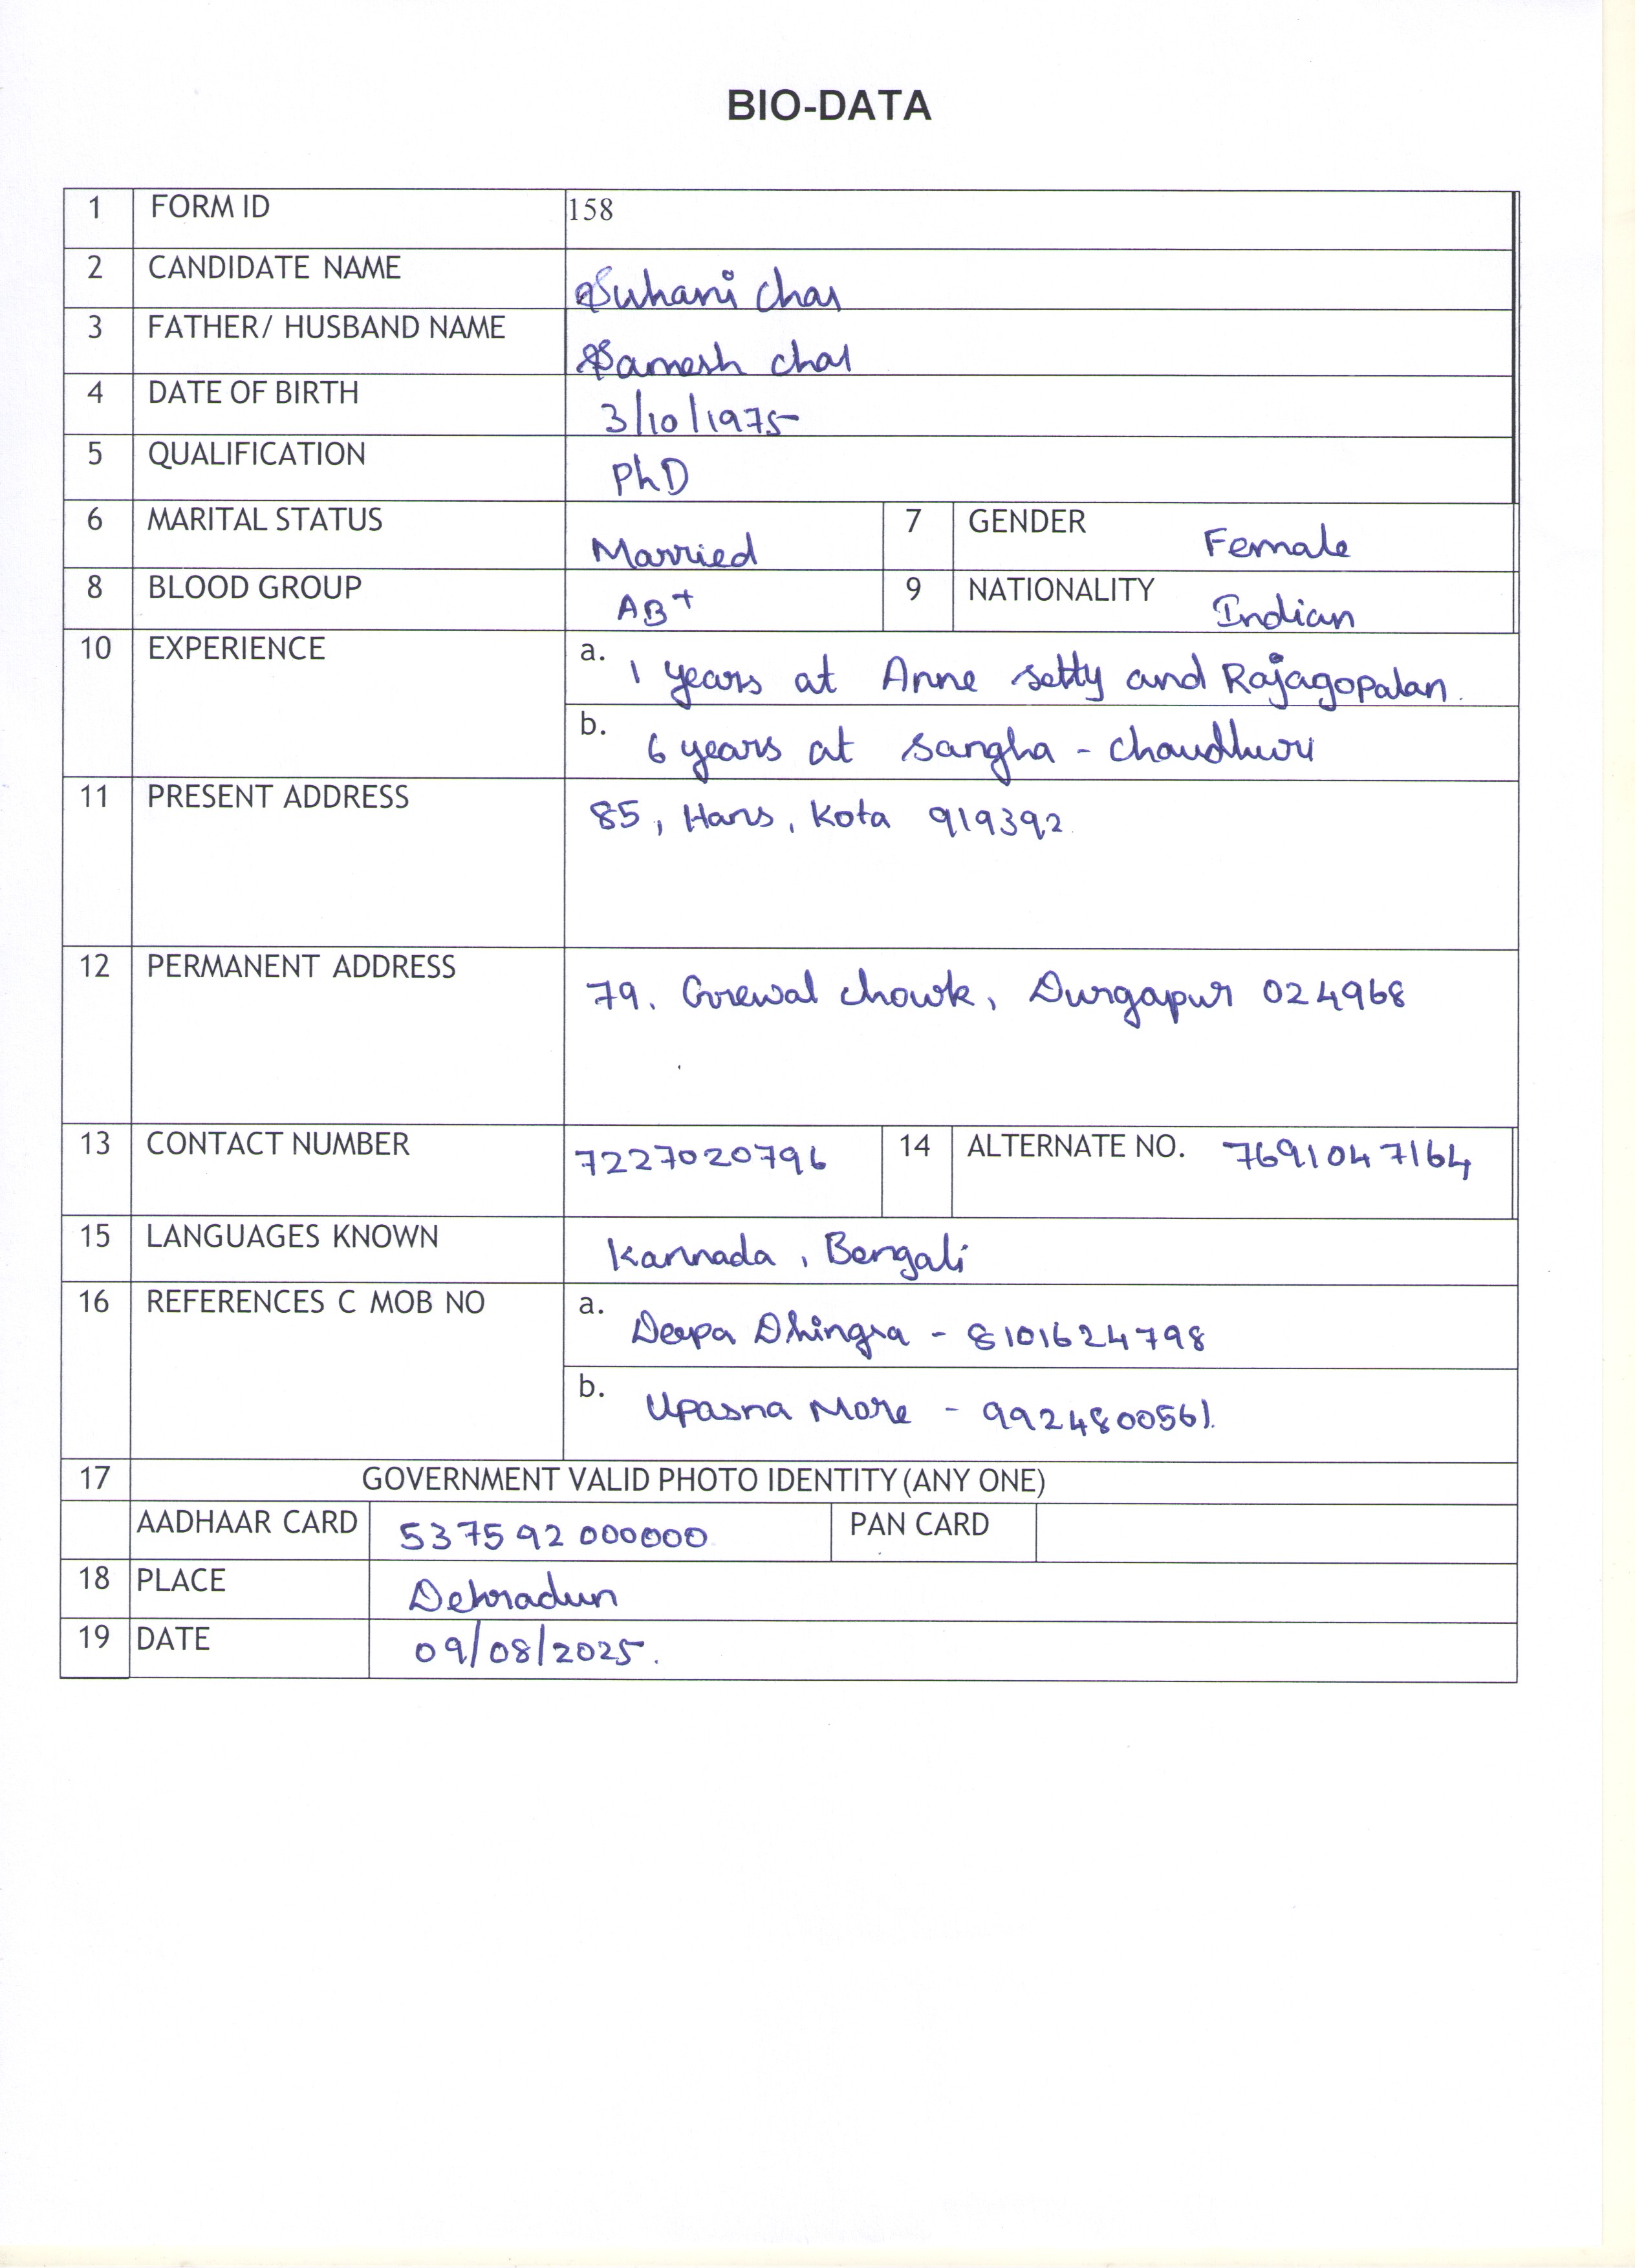 BIO-DATA
1 FORM ID 158
2 CANDIDATE NAME Suhani Char
3 FATHER/ HUSBAND NAME Samesh Char
4 DATE OF BIRTH 3/10/1975
5 QUALIFICATION PhD
6 MARITAL STATUS Married 7 GENDER Female
8 BLOOD GROUP AB+ 9 NATIONALITY Indian
10 EXPERIENCE a. 1 years at Anne Setty and Rajagopalan.
b. 6 years at Sangha - Chaudhuri
11 PRESENT ADDRESS 85, Hans, Kota 919392
12 PERMANENT ADDRESS 79. Grewal Chowk, Durgapur 024968
13 CONTACT NUMBER 7227020796 14 ALTERNATE NO. 7691047164
15 LANGUAGES KNOWN Kannada, Bengali
16 REFERENCES C MOB NO a. Deepa Dhingra - 8101624798
b. Upasna More - 9924800561.
17 GOVERNMENT VALID PHOTO IDENTITY (ANY ONE)
AADHAAR CARD 537592000000 PAN CARD
18 PLACE Dehradun
19 DATE 09/08/2025.